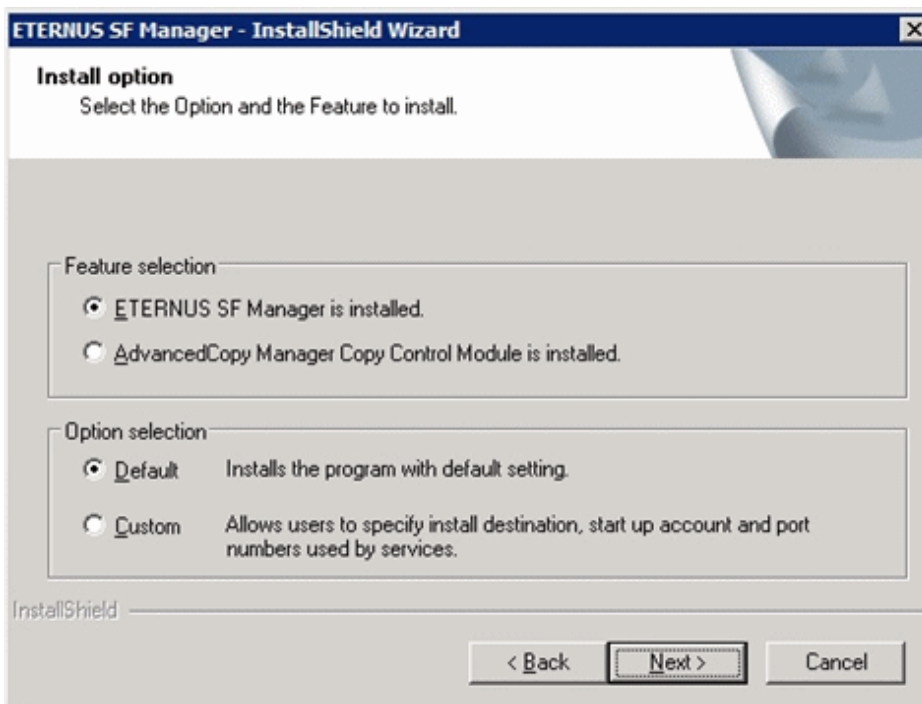 ETERNUS SF Manager - InstallShield Wizard
Install option
Select the Option and the Feature to install.
Feature selection
ETERNUS SF Manager is installed.
AdvancedCopy Manager Copy Control Module is installed.
Option selection
Default Installs the program with default setting.
Custom Allows users to specify install destination, start up account and port
numbers used by services.
InstallShield
< Back Next > Cancel